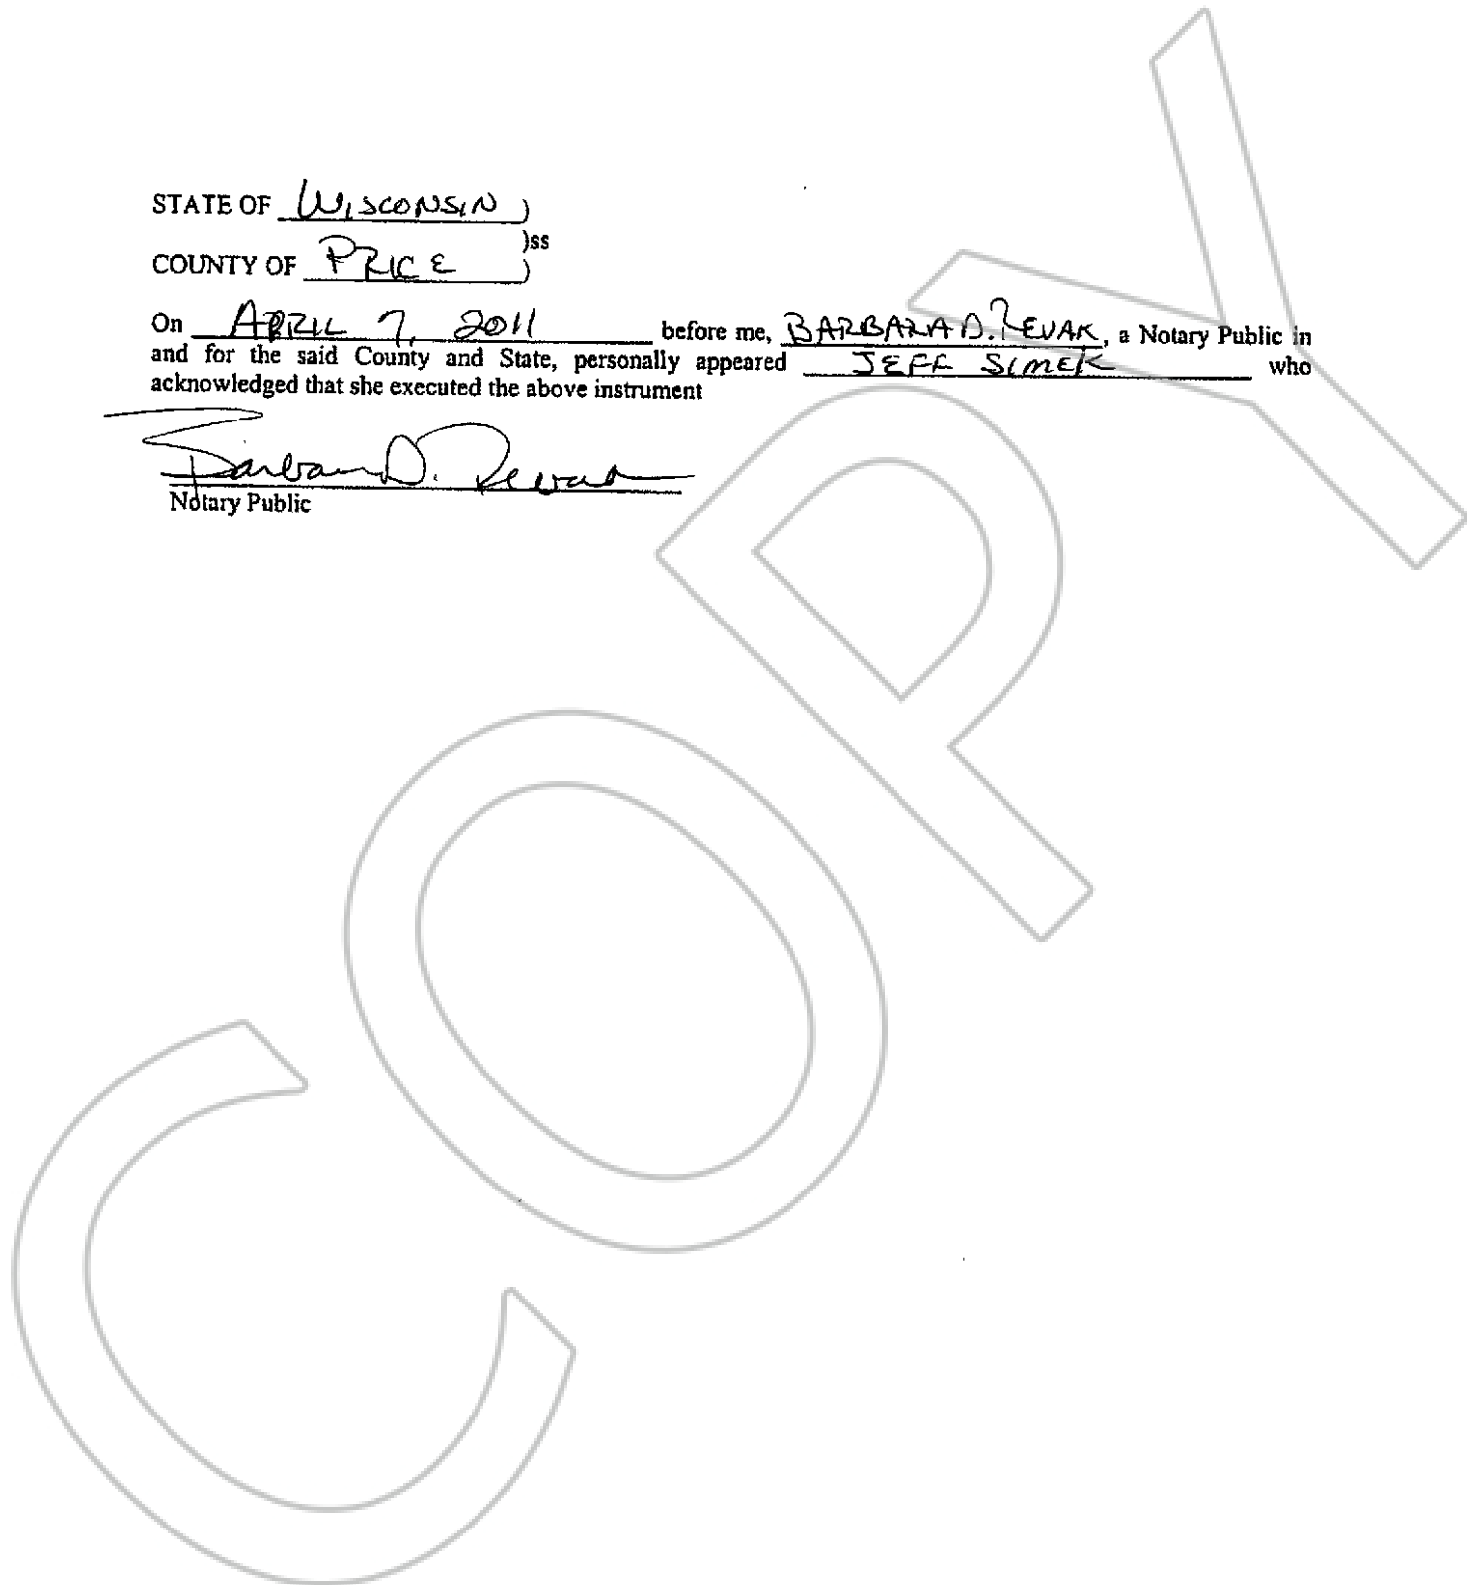 STATE OF WISCONSIN )
)ss
COUNTY OF PRICE )
On APRIL 7, 2011 before me, BARBARA D. REVAK, a Notary Public in
and for the said County and State, personally appeared JEFF SIMEK who
acknowledged that she executed the above instrument
Barbara D. Revak
Notary Public
COPY